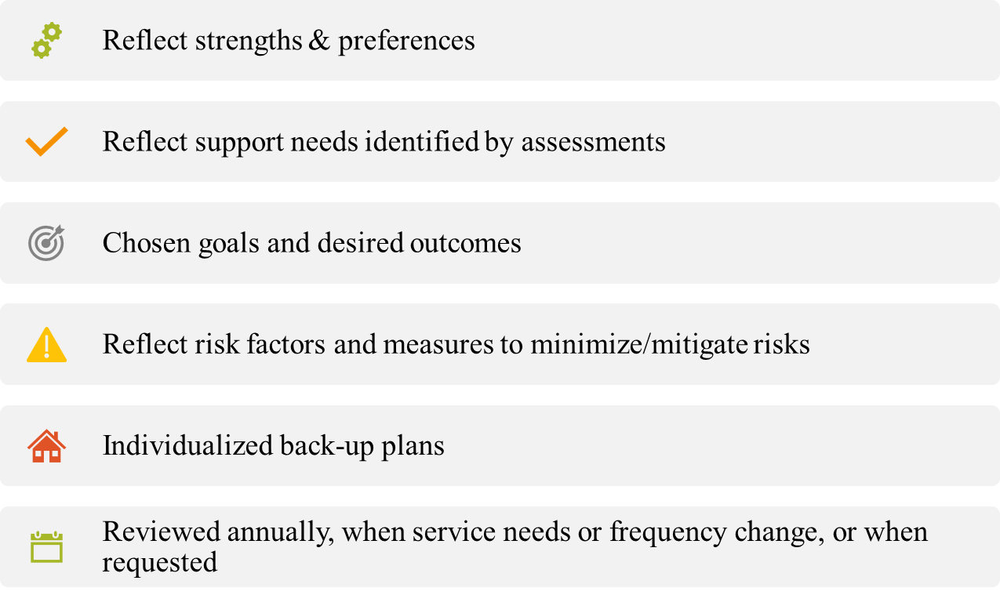 Reflect strengths & preferences
Reflect support needs identified by assessments
Chosen goals and desired outcomes
Reflect risk factors and measures to minimize/mitigate risks
Individualized back-up plans
Reviewed annually, when service needs or frequency change, or when
requested